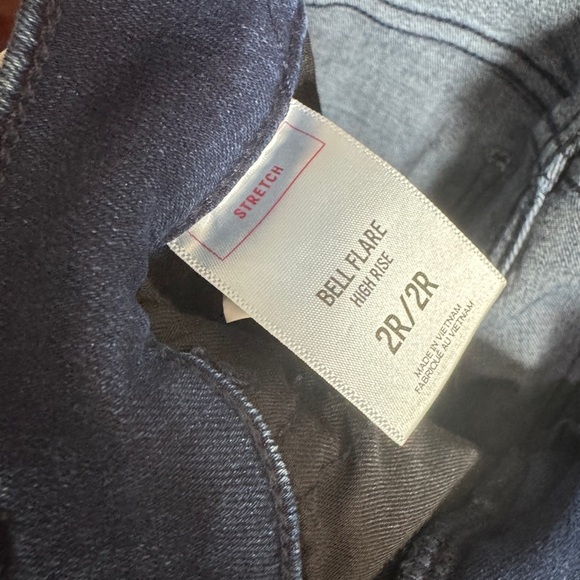 STRETCH
BELL FLARE
HIGH RISE
2R/2R
MADE IN VIETNAM
FABRIQUÉ AU VIETNAM